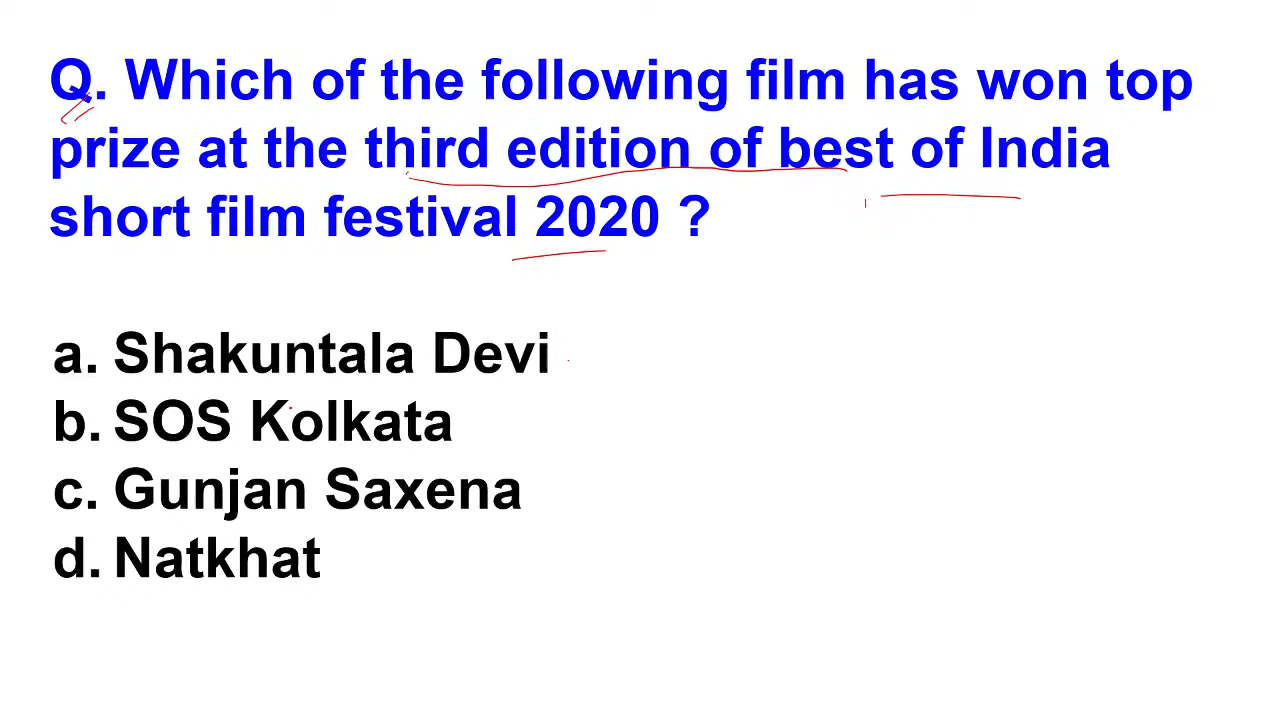 Q. Which of the following film has won top
prize at the third edition of best of India
short film festival 2020 ?
a. Shakuntala Devi
b. SOS Kolkata
c. Gunjan Saxena
d. Natkhat